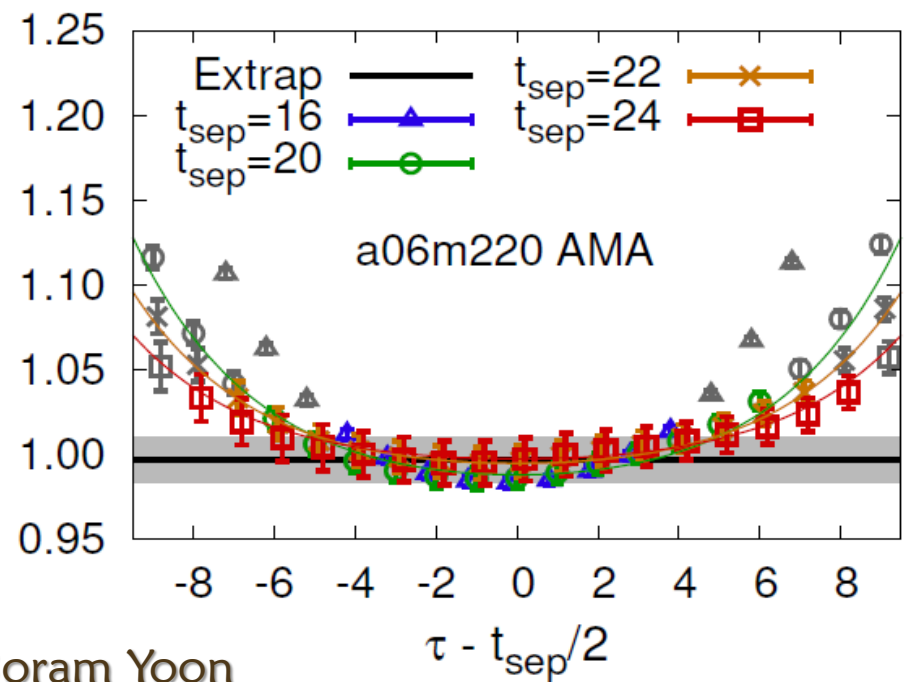 1.25
1.20
1.15
1.10
1.05
1.00
0.95
Extrap
t_sep=16
t_sep=20
t_sep=22
t_sep=24
a06m220 AMA
-8 -6 -4 -2 0 2 4 6 8
τ - t_sep/2
oram Yoon